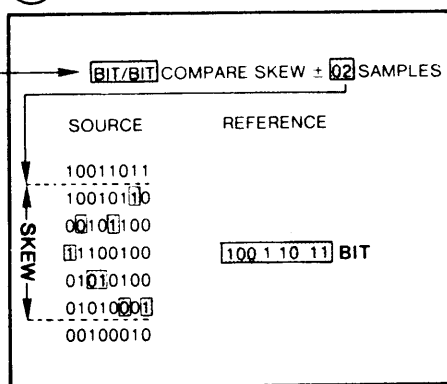 BIT/BIT COMPARE SKEW ± 02 SAMPLES
SOURCE REFERENCE
10011011
10010110
00101100
11100100
01010100
01010001
00100010
SKEW
100 1 10 11 BIT